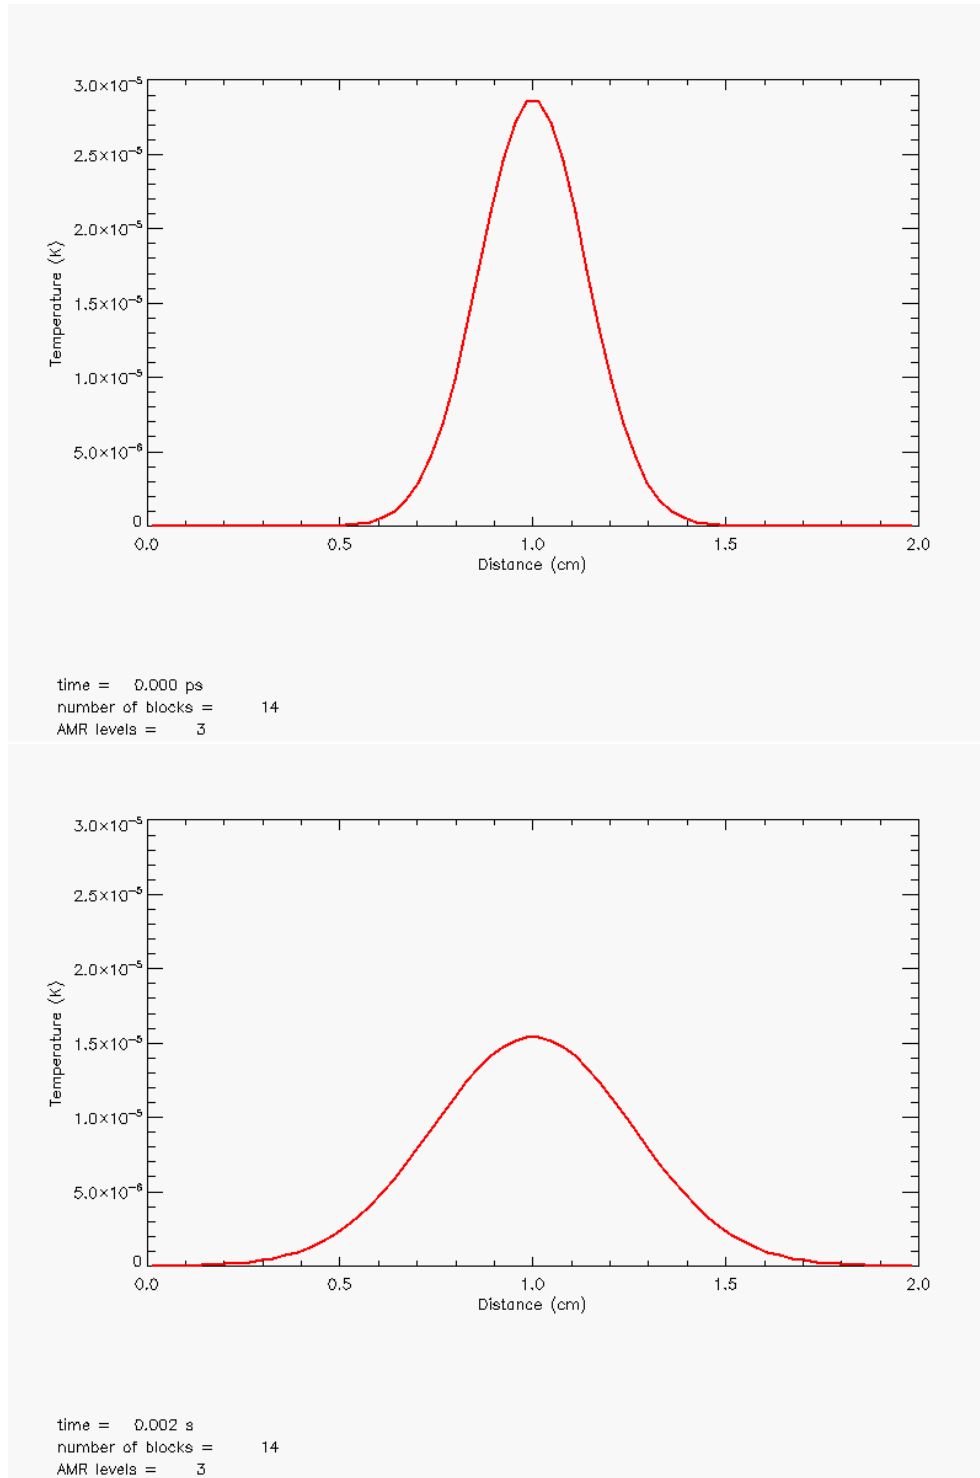 3.0×10⁻⁵
2.5×10⁻⁵
2.0×10⁻⁵
1.5×10⁻⁵
1.0×10⁻⁵
5.0×10⁻⁶
0
Temperature (K)
0.0 0.5 1.0 1.5 2.0
Distance (cm)
time = 0.000 ps
number of blocks = 14
AMR levels = 3
3.0×10⁻⁵
2.5×10⁻⁵
2.0×10⁻⁵
1.5×10⁻⁵
1.0×10⁻⁵
5.0×10⁻⁶
0
Temperature (K)
0.0 0.5 1.0 1.5 2.0
Distance (cm)
time = 0.002 s
number of blocks = 14
AMR levels = 3